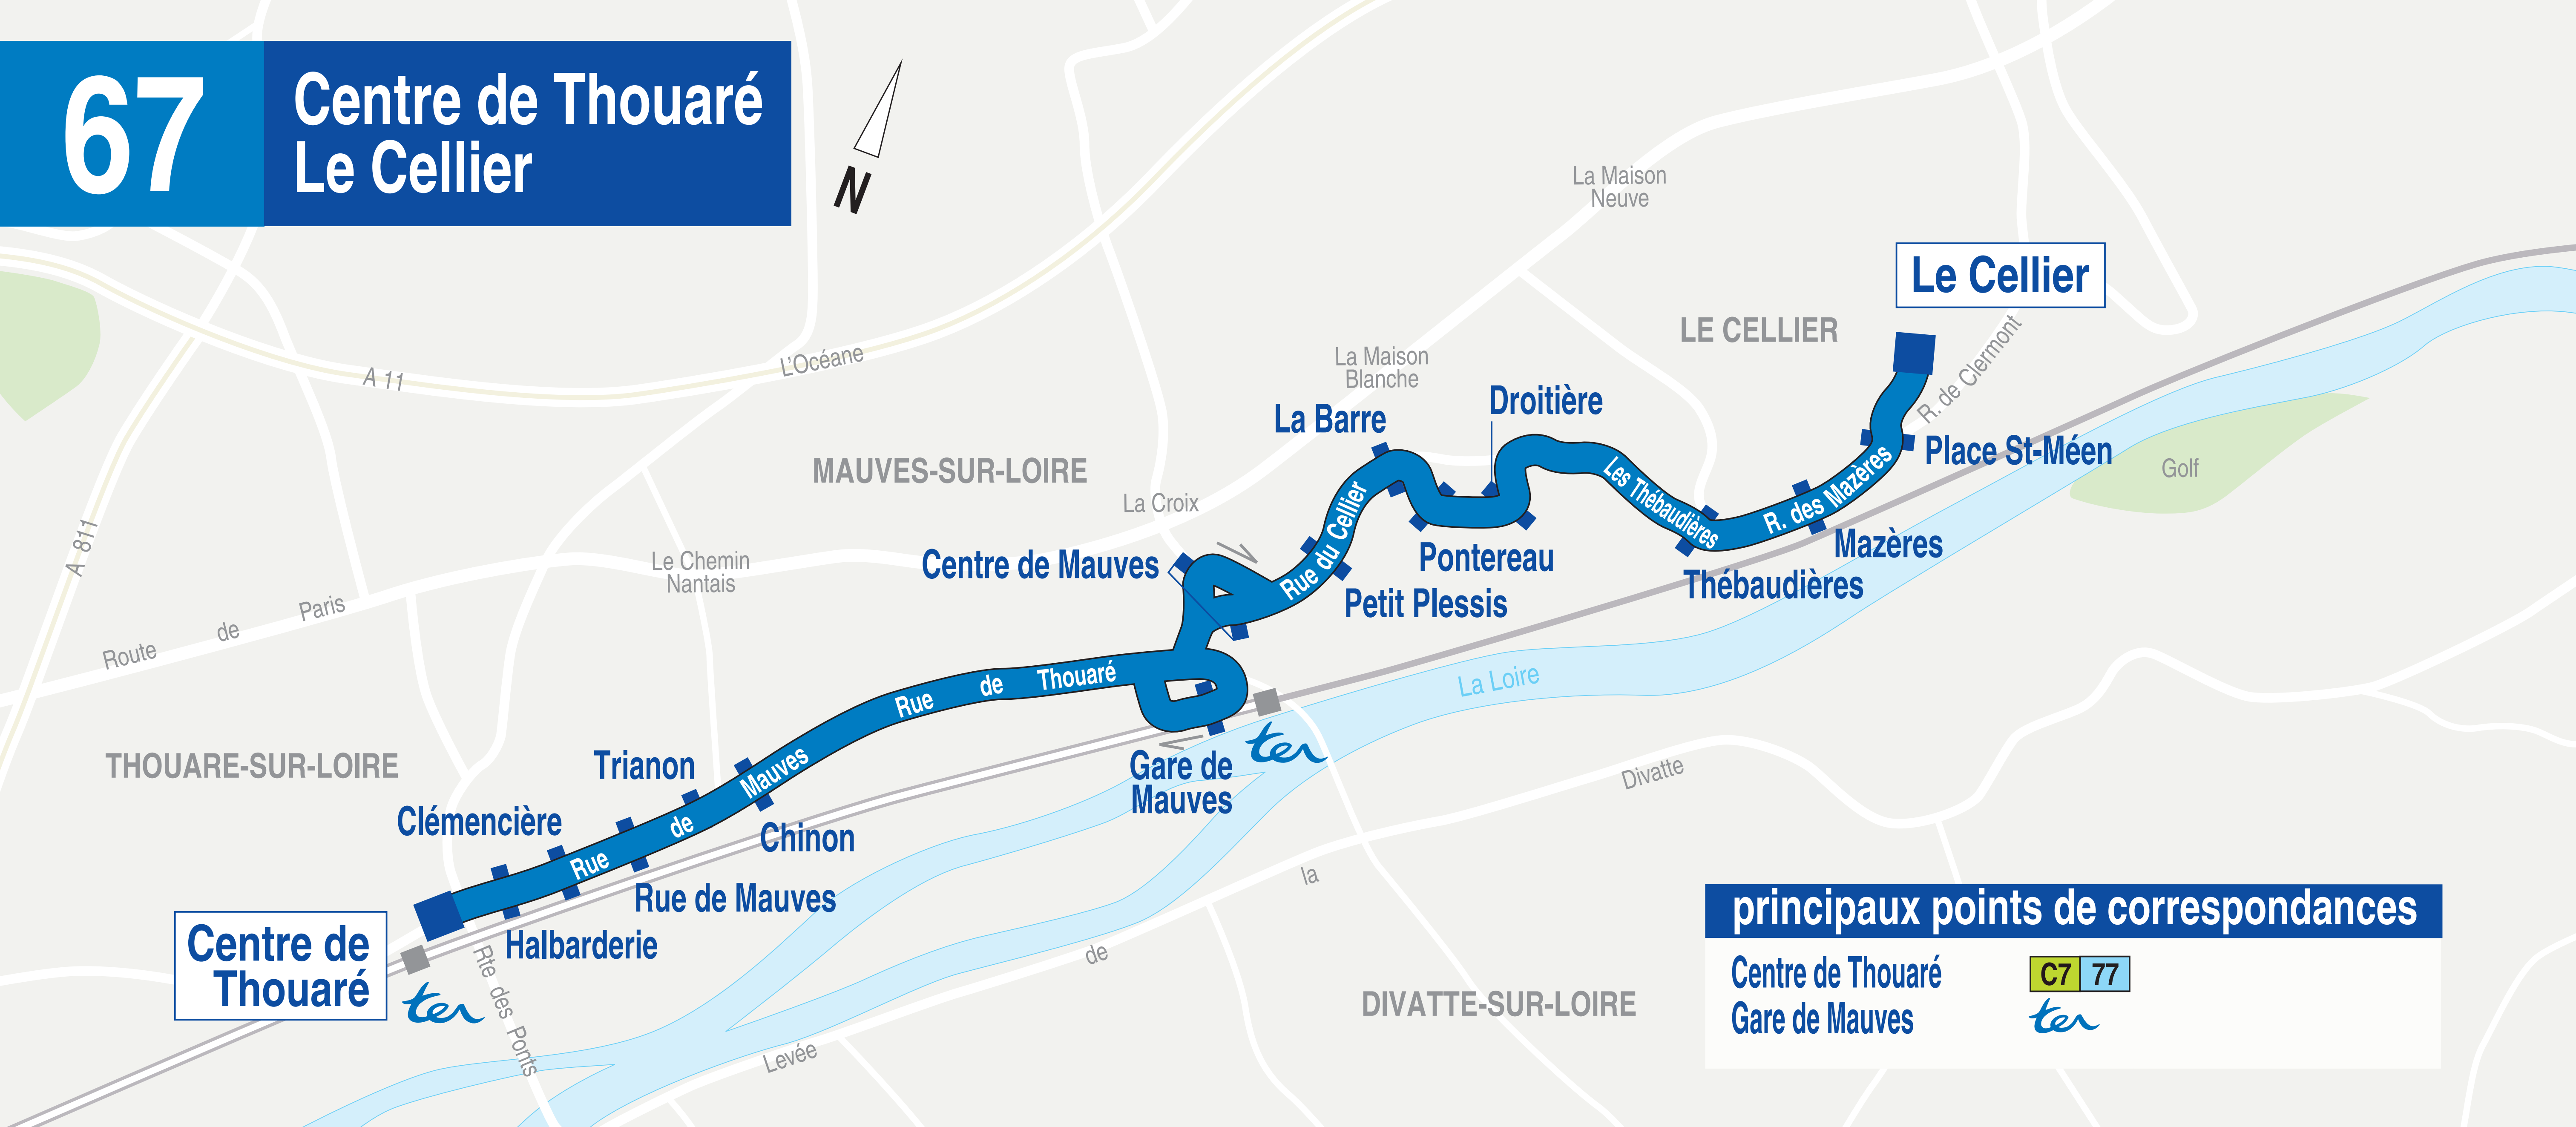 67
Centre de Thouaré
Le Cellier
N
La Maison
Neuve
Le Cellier
LE CELLIER
R. de Clermont
L'Océane
A 11
La Maison
Blanche
Droitière
La Barre
Place St-Méen
Golf
MAUVES-SUR-LOIRE
La Croix
Les Thébaudières
R. des Mazères
Rue du Cellier
A 811
Le Chemin
Nantais
Centre de Mauves
Pontereau
Mazères
Thébaudières
Petit Plessis
Route de Paris
La Loire
Rue de Thouaré
THOUARE-SUR-LOIRE
Trianon
Rue de Mauves
Gare de
Mauves
ter
Divatte
Clémencière
Chinon
Rue de Mauves
Halbarderie
Centre de
Thouaré
ter
Rte des Ponts
Levée de la
DIVATTE-SUR-LOIRE
principaux points de correspondances
Centre de Thouaré C7 77
Gare de Mauves ter